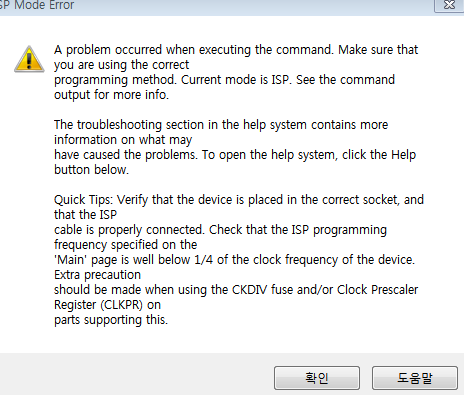 SP Mode Error
A problem occurred when executing the command. Make sure that
you are using the correct
programming method. Current mode is ISP. See the command
output for more info.
The troubleshooting section in the help system contains more
information on what may
have caused the problems. To open the help system, click the Help
button below.
Quick Tips: Verify that the device is placed in the correct socket, and
that the ISP
cable is properly connected. Check that the ISP programming
frequency specified on the
'Main' page is well below 1/4 of the clock frequency of the device.
Extra precaution
should be made when using the CKDIV fuse and/or Clock Prescaler
Register (CLKPR) on
parts supporting this.
확인
도움말